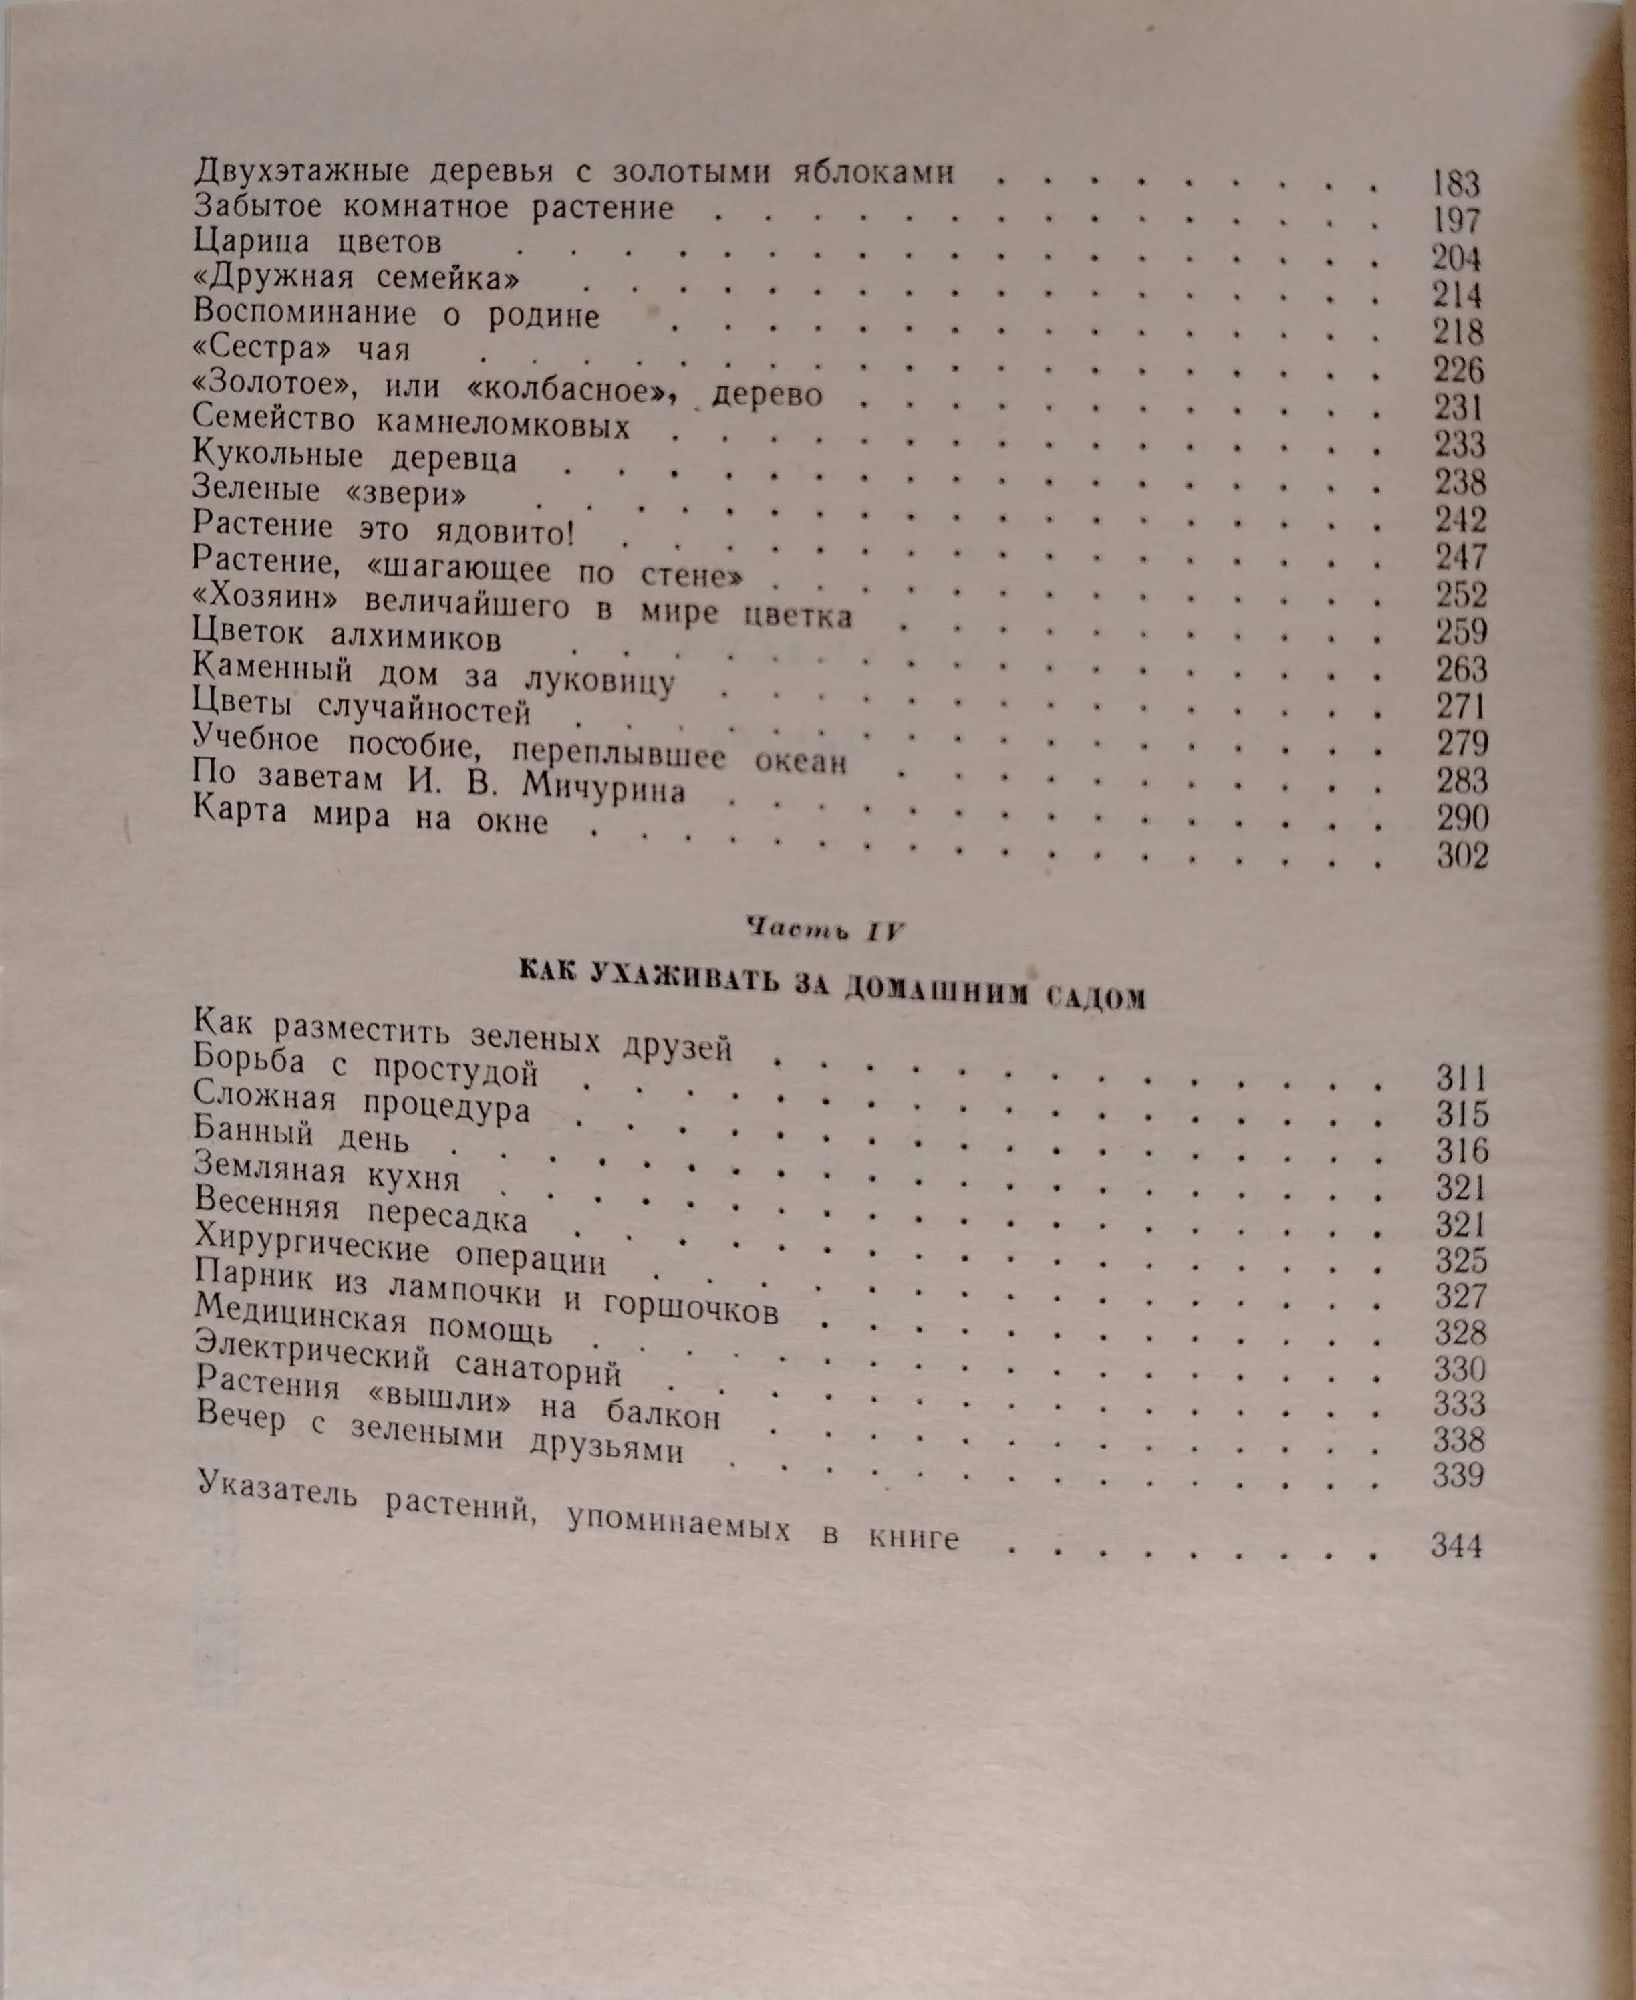 Двухэтажные деревья с золотыми яблоками . . . . . . . . . 183
Забытое комнатное растение . . . . . . . . . . . . . . . 197
Царица цветов . . . . . . . . . . . . . . . . . . 204
«Дружная семейка» . . . . . . . . . . . . . . . . . 214
Воспоминание о родине . . . . . . . . . . . . . . . 218
«Сестра» чая . . . . . . . . . . . . . . . . . . . 226
«Золотое», или «колбасное», дерево . . . . . . . . . . . . 231
Семейство камнеломковых . . . . . . . . . . . . . . . 233
Кукольные деревца . . . . . . . . . . . . . . . . . 238
Зеленые «звери» . . . . . . . . . . . . . . . . . . 242
Растение это ядовито! . . . . . . . . . . . . . . . . 247
Растение, «шагающее по стене» . . . . . . . . . . . . . 252
«Хозяин» величайшего в мире цветка . . . . . . . . . . . 259
Цветок алхимиков . . . . . . . . . . . . . . . . . 263
Каменный дом за луковицу . . . . . . . . . . . . . . 271
Цветы случайностей . . . . . . . . . . . . . . . . . 279
Учебное пособие, переплывшее океан . . . . . . . . . . . 283
По заветам И. В. Мичурина . . . . . . . . . . . . . . 290
Карта мира на окне . . . . . . . . . . . . . . . . . 302
Часть IV
КАК УХАЖИВАТЬ ЗА ДОМАШНИМ САДОМ
Как разместить зеленых друзей . . . . . . . . . . . . . . 311
Борьба с простудой . . . . . . . . . . . . . . . . . 315
Сложная процедура . . . . . . . . . . . . . . . . . 316
Банный день . . . . . . . . . . . . . . . . . . . . 321
Земляная кухня . . . . . . . . . . . . . . . . . . . 321
Весенняя пересадка . . . . . . . . . . . . . . . . . 325
Хирургические операции . . . . . . . . . . . . . . . 327
Парник из лампочки и горшочков . . . . . . . . . . . . . 328
Медицинская помощь . . . . . . . . . . . . . . . . . 330
Электрический санаторий . . . . . . . . . . . . . . . 333
Растения «вышли» на балкон . . . . . . . . . . . . . . 338
Вечер с зелеными друзьями . . . . . . . . . . . . . . 339
Указатель растений, упоминаемых в книге . . . . . . . . . 344